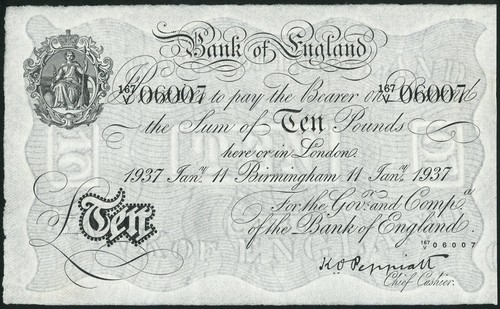 Bank of England
167/V 06007 to pay the Bearer on Demand 167/V 06007
the Sum of Ten Pounds
here or in London.
1937 Jany. 11 Birmingham 11 Jany. 1937
For the Govr. and Compa.
of the Bank of England.
£Ten
167/V 06007
K O Peppiatt
Chief Cashier.